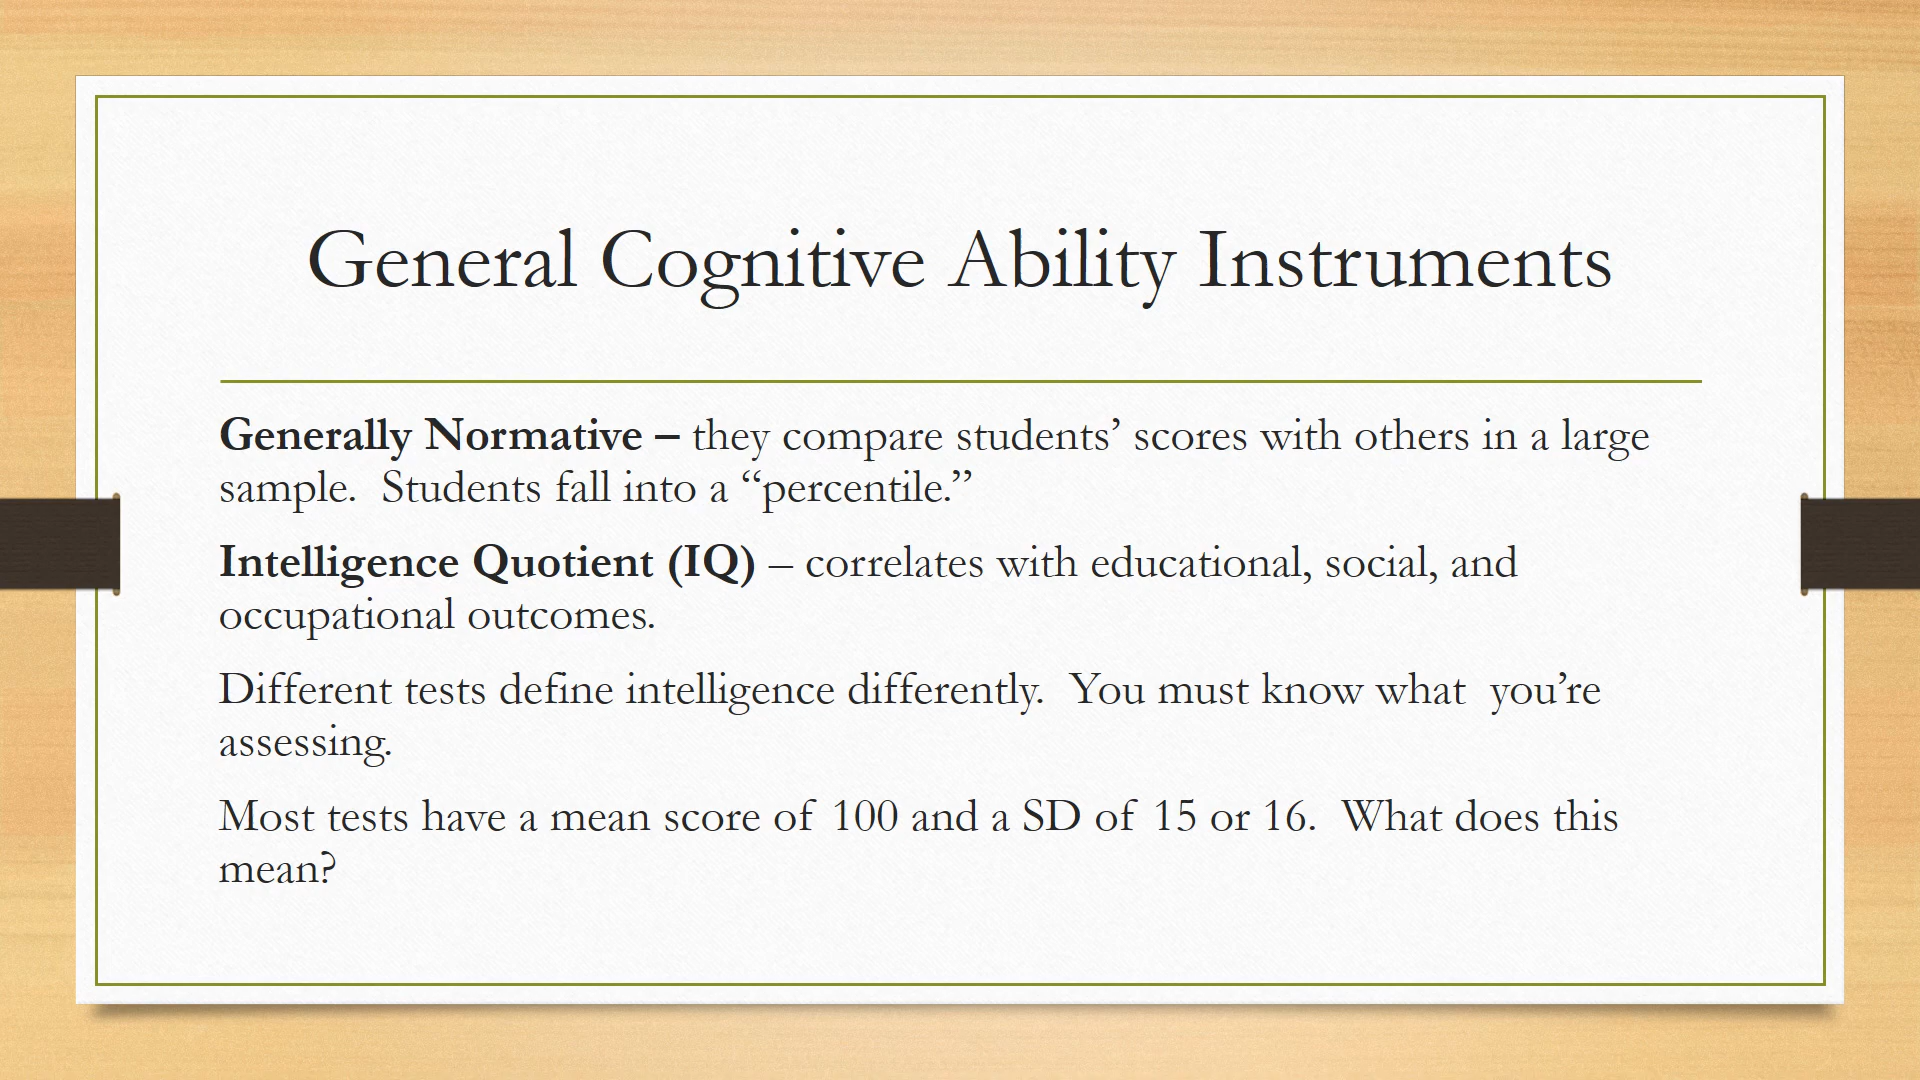 General Cognitive Ability Instruments
Generally Normative – they compare students’ scores with others in a large
sample.  Students fall into a “percentile.”
Intelligence Quotient (IQ) – correlates with educational, social, and
occupational outcomes.
Different tests define intelligence differently.  You must know what  you’re
assessing.
Most tests have a mean score of 100 and a SD of 15 or 16.  What does this
mean?